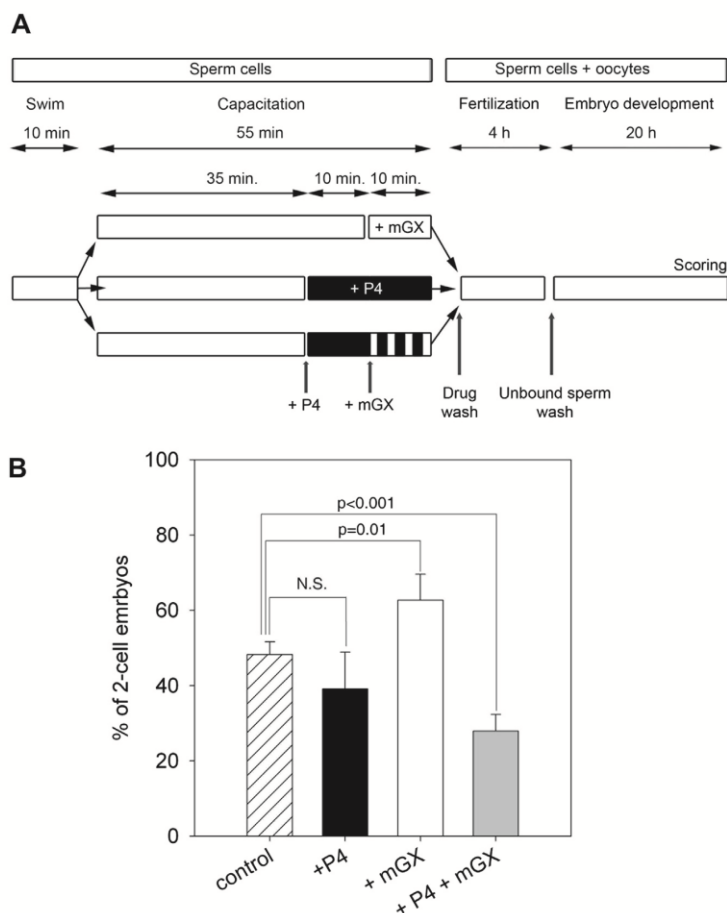 A
Sperm cells Sperm cells + oocytes
Swim Capacitation Fertilization Embryo development
10 min 55 min 4 h 20 h
35 min. 10 min. 10 min.
+ mGX
Scoring
+ P4
+ P4 + mGX Drug wash Unbound sperm wash
B
% of 2-cell emrbyos
100
80
60
40
20
0
p<0.001
p=0.01
N.S.
control +P4 + mGX + P4 + mGX